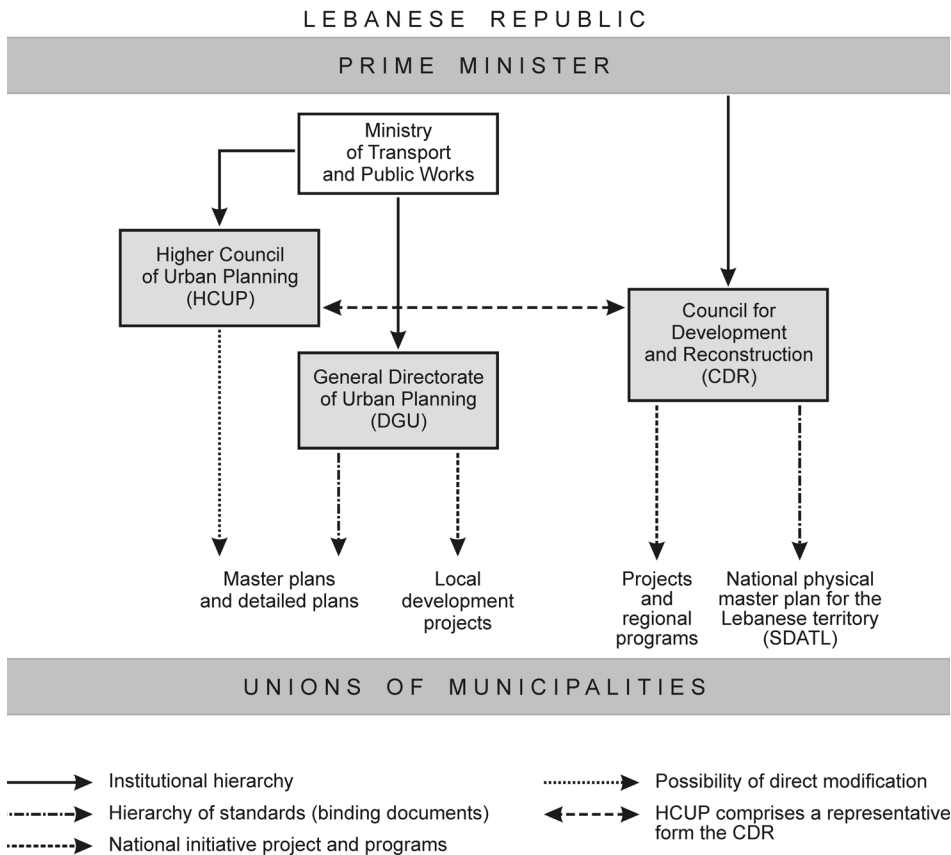 LEBANESE REPUBLIC
PRIME MINISTER
Ministry
of Transport
and Public Works
Higher Council
of Urban Planning
(HCUP)
Council for
Development
and Reconstruction
(CDR)
General Directorate
of Urban Planning
(DGU)
Master plans
and detailed plans
Local
development
projects
Projects
and
regional
programs
National physical
master plan for the
Lebanese territory
(SDATL)
UNIONS OF MUNICIPALITIES
Institutional hierarchy
Hierarchy of standards (binding documents)
National initiative project and programs
Possibility of direct modification
HCUP comprises a representative
form the CDR